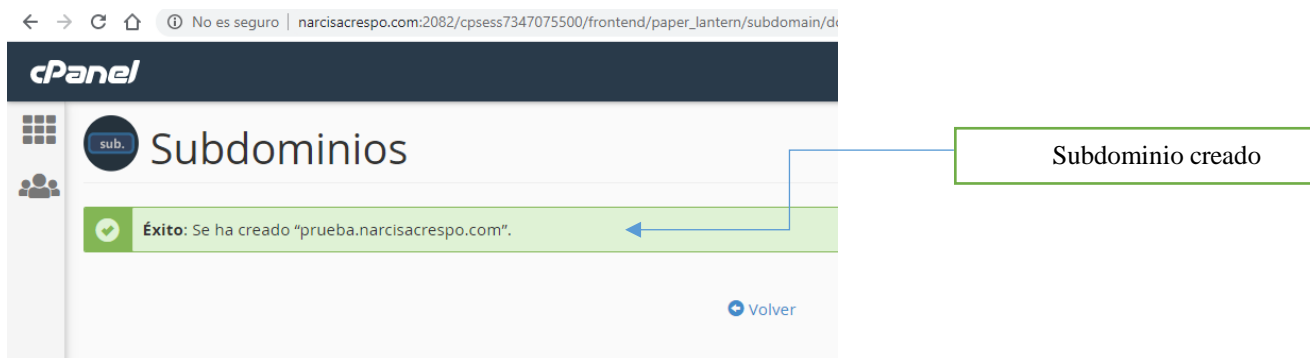 No es seguro | narcisacrespo.com:2082/cpsess7347075500/frontend/paper_lantern/subdomain/do
cPanel
sub.
Subdominios
Subdominio creado
Éxito: Se ha creado “prueba.narcisacrespo.com”.
Volver